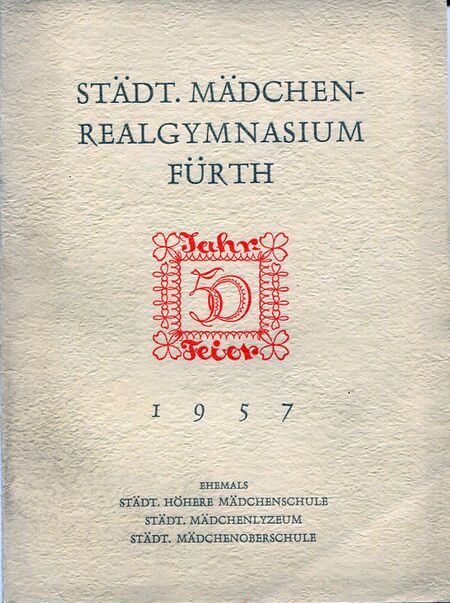 STÄDT. MÄDCHEN-
REALGYMNASIUM
FÜRTH
Jahr
50
Feier
1957
EHEMALS
STÄDT. HÖHERE MÄDCHENSCHULE
STÄDT. MÄDCHENLYZEUM
STÄDT. MÄDCHENOBERSCHULE